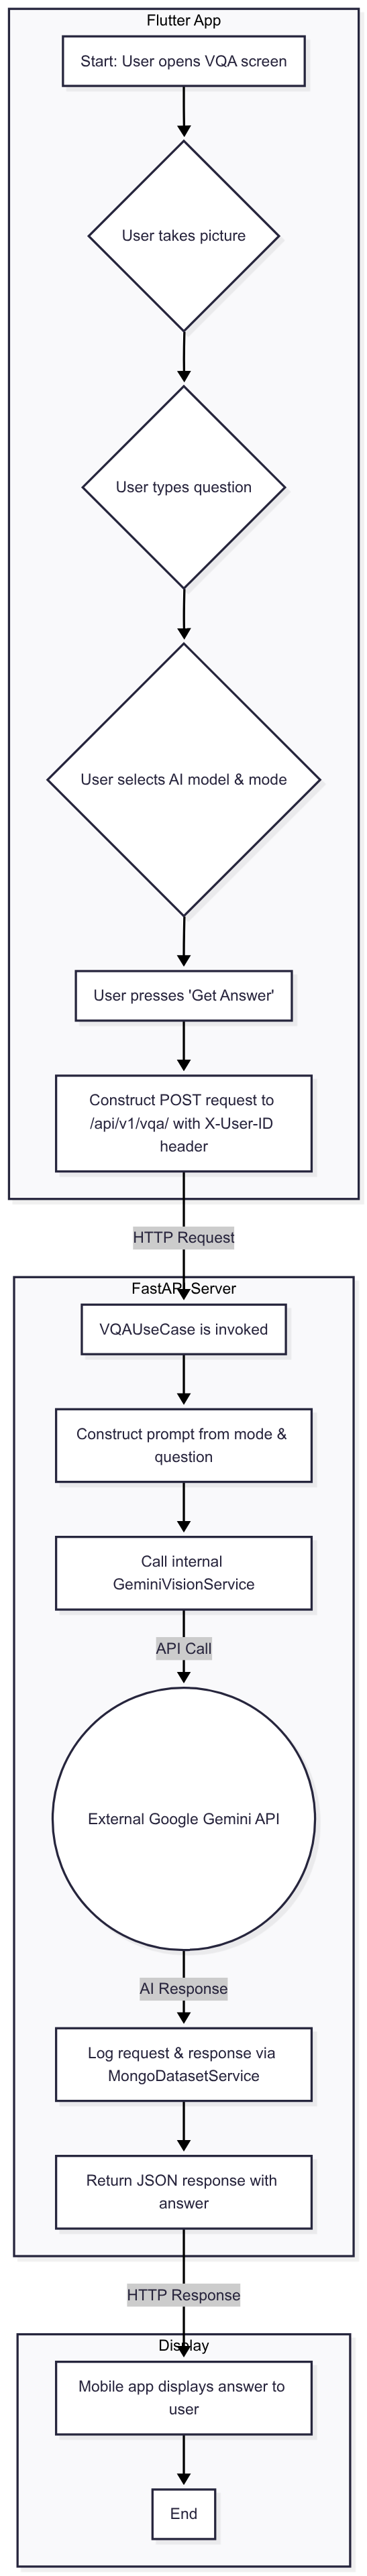 Flutter App
Start: User opens VQA screen
User takes picture
User types question
User selects AI model & mode
User presses 'Get Answer'
Construct POST request to
/api/v1/vqa/ with X-User-ID
header
HTTP Request
FastAPI Server
VQAUseCase is invoked
Construct prompt from mode &
question
Call internal
GeminiVisionService
API Call
External Google Gemini API
AI Response
Log request & response via
MongoDatasetService
Return JSON response with
answer
HTTP Response
Display
Mobile app displays answer to
user
End